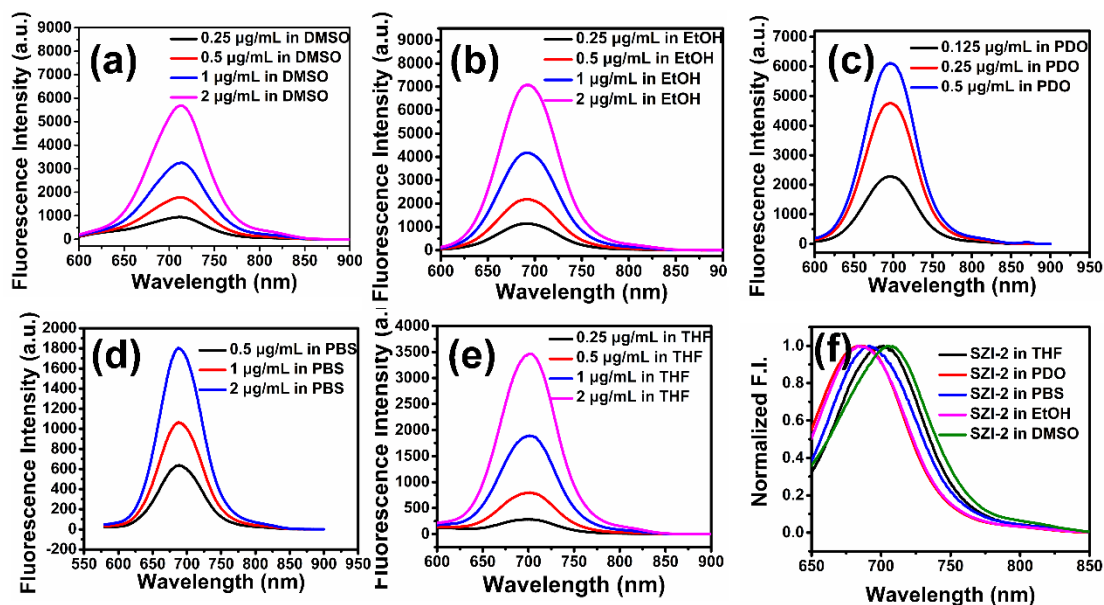 (a)
0.25 μg/mL in DMSO
0.5 μg/mL in DMSO
1 μg/mL in DMSO
2 μg/mL in DMSO
Fluorescence Intensity (a.u.)
9000
8000
7000
6000
5000
4000
3000
2000
1000
0
600 650 700 750 800 850 900
Wavelength (nm)
(b)
0.25 μg/mL in EtOH
0.5 μg/mL in EtOH
1 μg/mL in EtOH
2 μg/mL in EtOH
Fluorescence Intensity (a.u.)
9000
8000
7000
6000
5000
4000
3000
2000
1000
0
600 650 700 750 800 850 900
Wavelength (nm)
(c)
0.125 μg/mL in PDO
0.25 μg/mL in PDO
0.5 μg/mL in PDO
Fluorescence Intensity (a.u.)
7000
6000
5000
4000
3000
2000
1000
0
600 650 700 750 800 850 900 950
Wavelength (nm)
(d)
0.5 μg/mL in PBS
1 μg/mL in PBS
2 μg/mL in PBS
Fluorescence Intensity (a.u.)
2000
1800
1600
1400
1200
1000
800
600
400
200
0
-200
550 600 650 700 750 800 850 900 950
Wavelength (nm)
(e)
0.25 μg/mL in THF
0.5 μg/mL in THF
1 μg/mL in THF
2 μg/mL in THF
Fluorescence Intensity (a.u.)
4000
3500
3000
2500
2000
1500
1000
500
0
600 650 700 750 800 850 900
Wavelength (nm)
(f)
SZI-2 in THF
SZI-2 in PDO
SZI-2 in PBS
SZI-2 in EtOH
SZI-2 in DMSO
Normalized F.I.
1.0
0.8
0.6
0.4
0.2
0.0
650 700 750 800 850
Wavelength (nm)